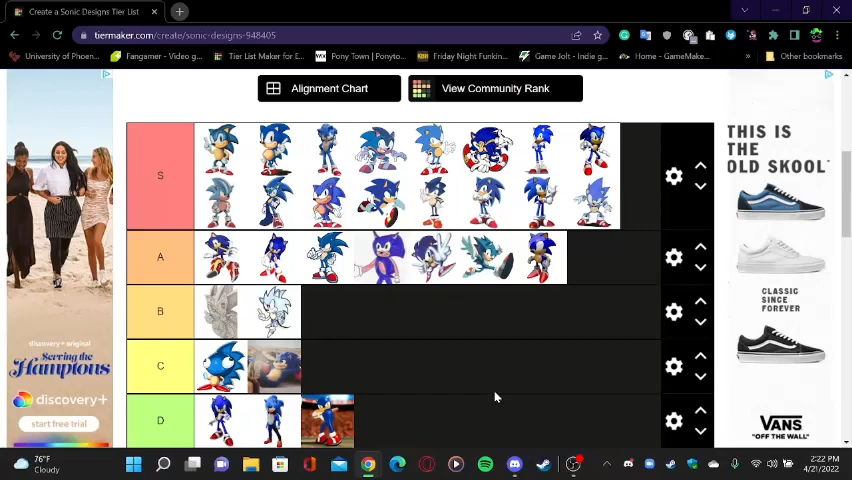 Create a Sonic Designs Tier List
tiermaker.com/create/sonic-designs-948405
University of Phoen...
Fangamer - Video g...
Tier List Maker for E...
Pony Town | Ponyto...
Friday Night Funkin...
Game Jolt - Indie g...
Home - GameMake...
»
Other bookmarks
Alignment Chart
View Community Rank
S
A
B
C
D
THIS IS
THE
OLD SKOOL
CLASSIC
SINCE
FOREVER
VANS
"OFF THE WALL"
discovery+ original
Serving the
Hamptons
discovery+
start free trial
76°F
Cloudy
2:22 PM
4/21/2022